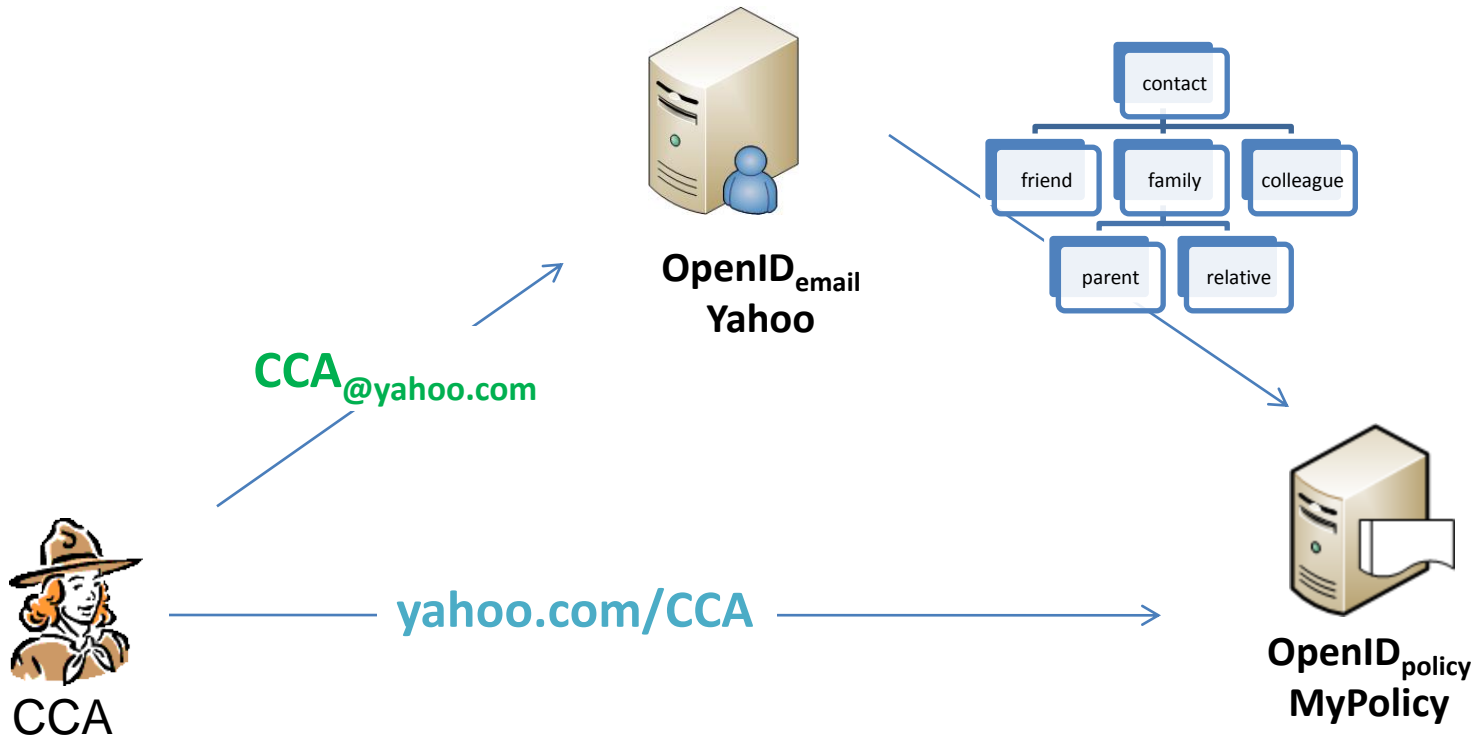 contact
friend family colleague
parent relative
OpenIDemail
Yahoo
CCA@yahoo.com
yahoo.com/CCA
CCA
OpenIDpolicy
MyPolicy